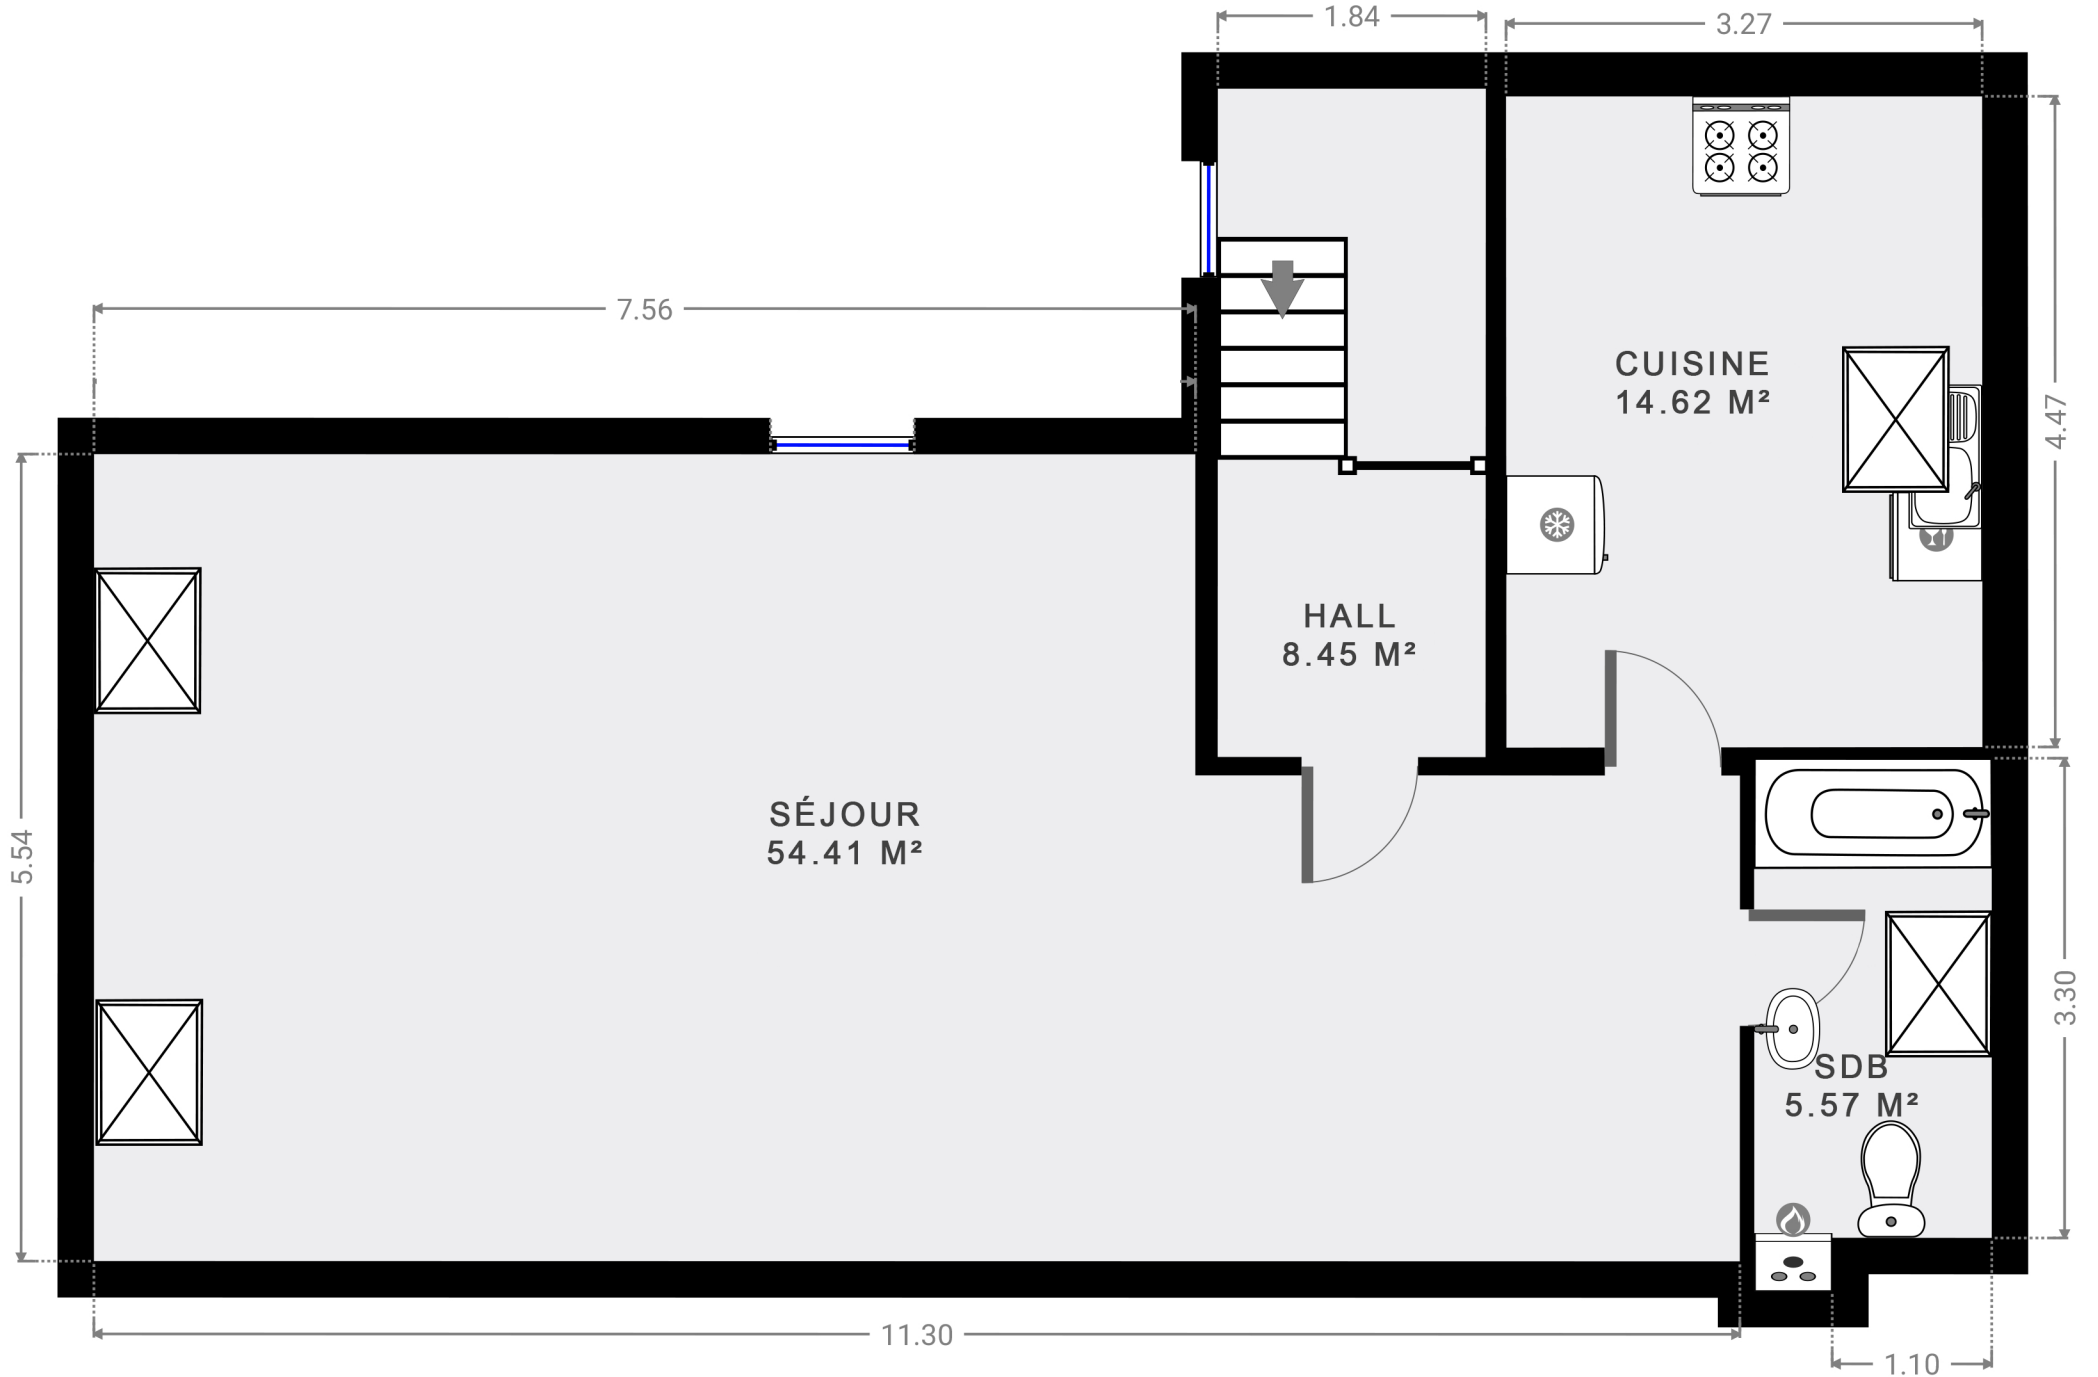 1.84
3.27
7.56
CUISINE
14.62 M²
4.47
HALL
8.45 M²
SÉJOUR
54.41 M²
5.54
3.30
SDB
5.57 M²
11.30
1.10